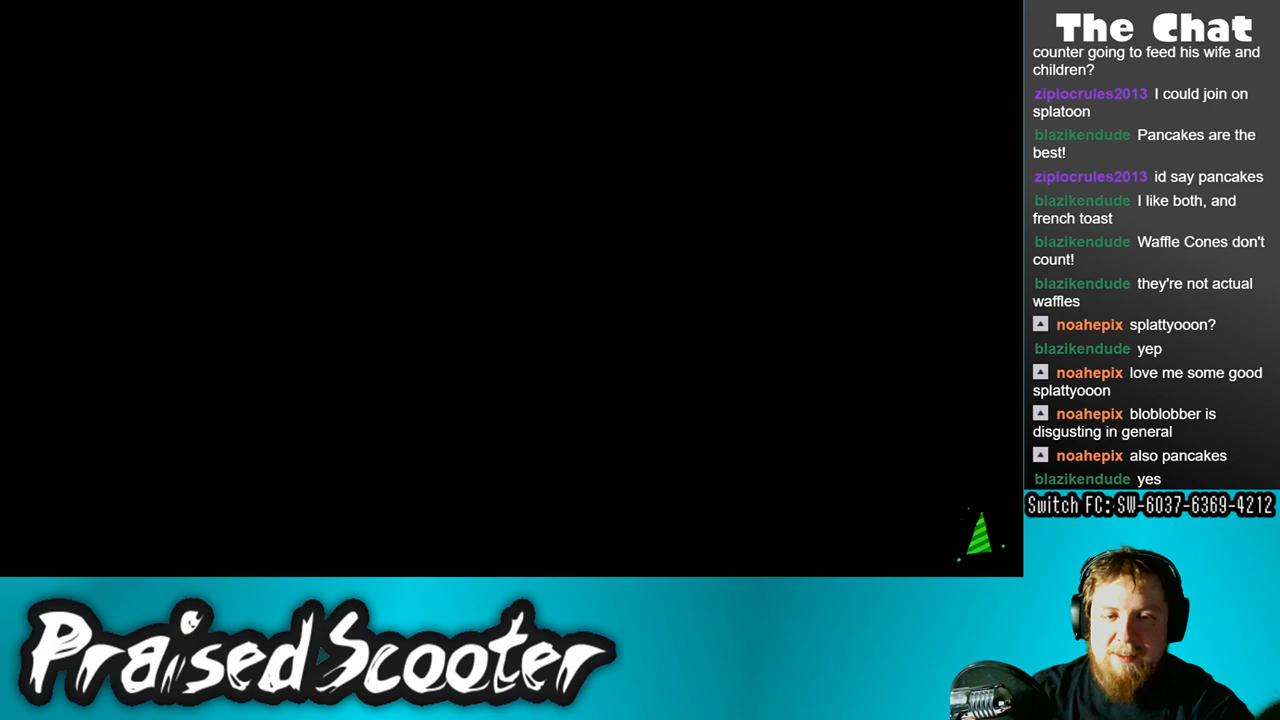 The Chat
counter going to feed his wife and
children?
ziplocrules2013 I could join on
splatoon
blazikendude Pancakes are the
best!
ziplocrules2013 id say pancakes
blazikendude I like both, and
french toast
blazikendude Waffle Cones don't
count!
blazikendude they're not actual
waffles
noahepix splattyooon?
blazikendude yep
noahepix love me some good
splattyooon
noahepix bloblobber is
disgusting in general
noahepix also pancakes
blazikendude yes
Switch FC: SW-6037-6369-4212
PraisedScooter